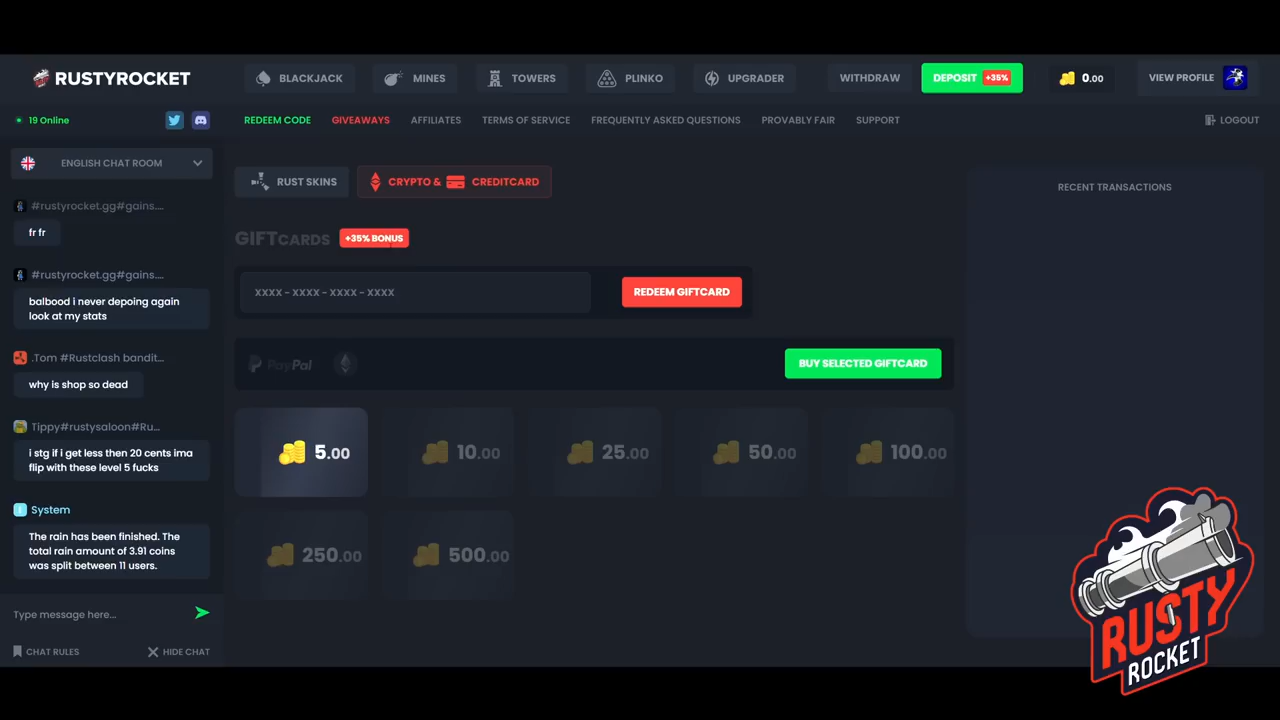 RUSTYROCKET
BLACKJACK
MINES
TOWERS
PLINKO
UPGRADER
WITHDRAW
DEPOSIT +35%
0.00
VIEW PROFILE
19 Online
REDEEM CODE
GIVEAWAYS
AFFILIATES
TERMS OF SERVICE
FREQUENTLY ASKED QUESTIONS
PROVABLY FAIR
SUPPORT
LOGOUT
ENGLISH CHAT ROOM
#rustyrocket.gg#gains....
fr fr
#rustyrocket.gg#gains....
balbood i never depoing again
look at my stats
.Tom #Rustclash bandit...
why is shop so dead
Tippy#rustysaloon#Ru...
i stg if i get less then 20 cents ima
flip with these level 5 fucks
System
The rain has been finished. The
total rain amount of 3.91 coins
was split between 11 users.
Type message here...
CHAT RULES
HIDE CHAT
RUST SKINS
CRYPTO & CREDITCARD
GIFTCARDS +35% BONUS
XXXX - XXXX - XXXX - XXXX
REDEEM GIFTCARD
PayPal
BUY SELECTED GIFTCARD
5.00
10.00
25.00
50.00
100.00
250.00
500.00
RECENT TRANSACTIONS
RUSTY
ROCKET